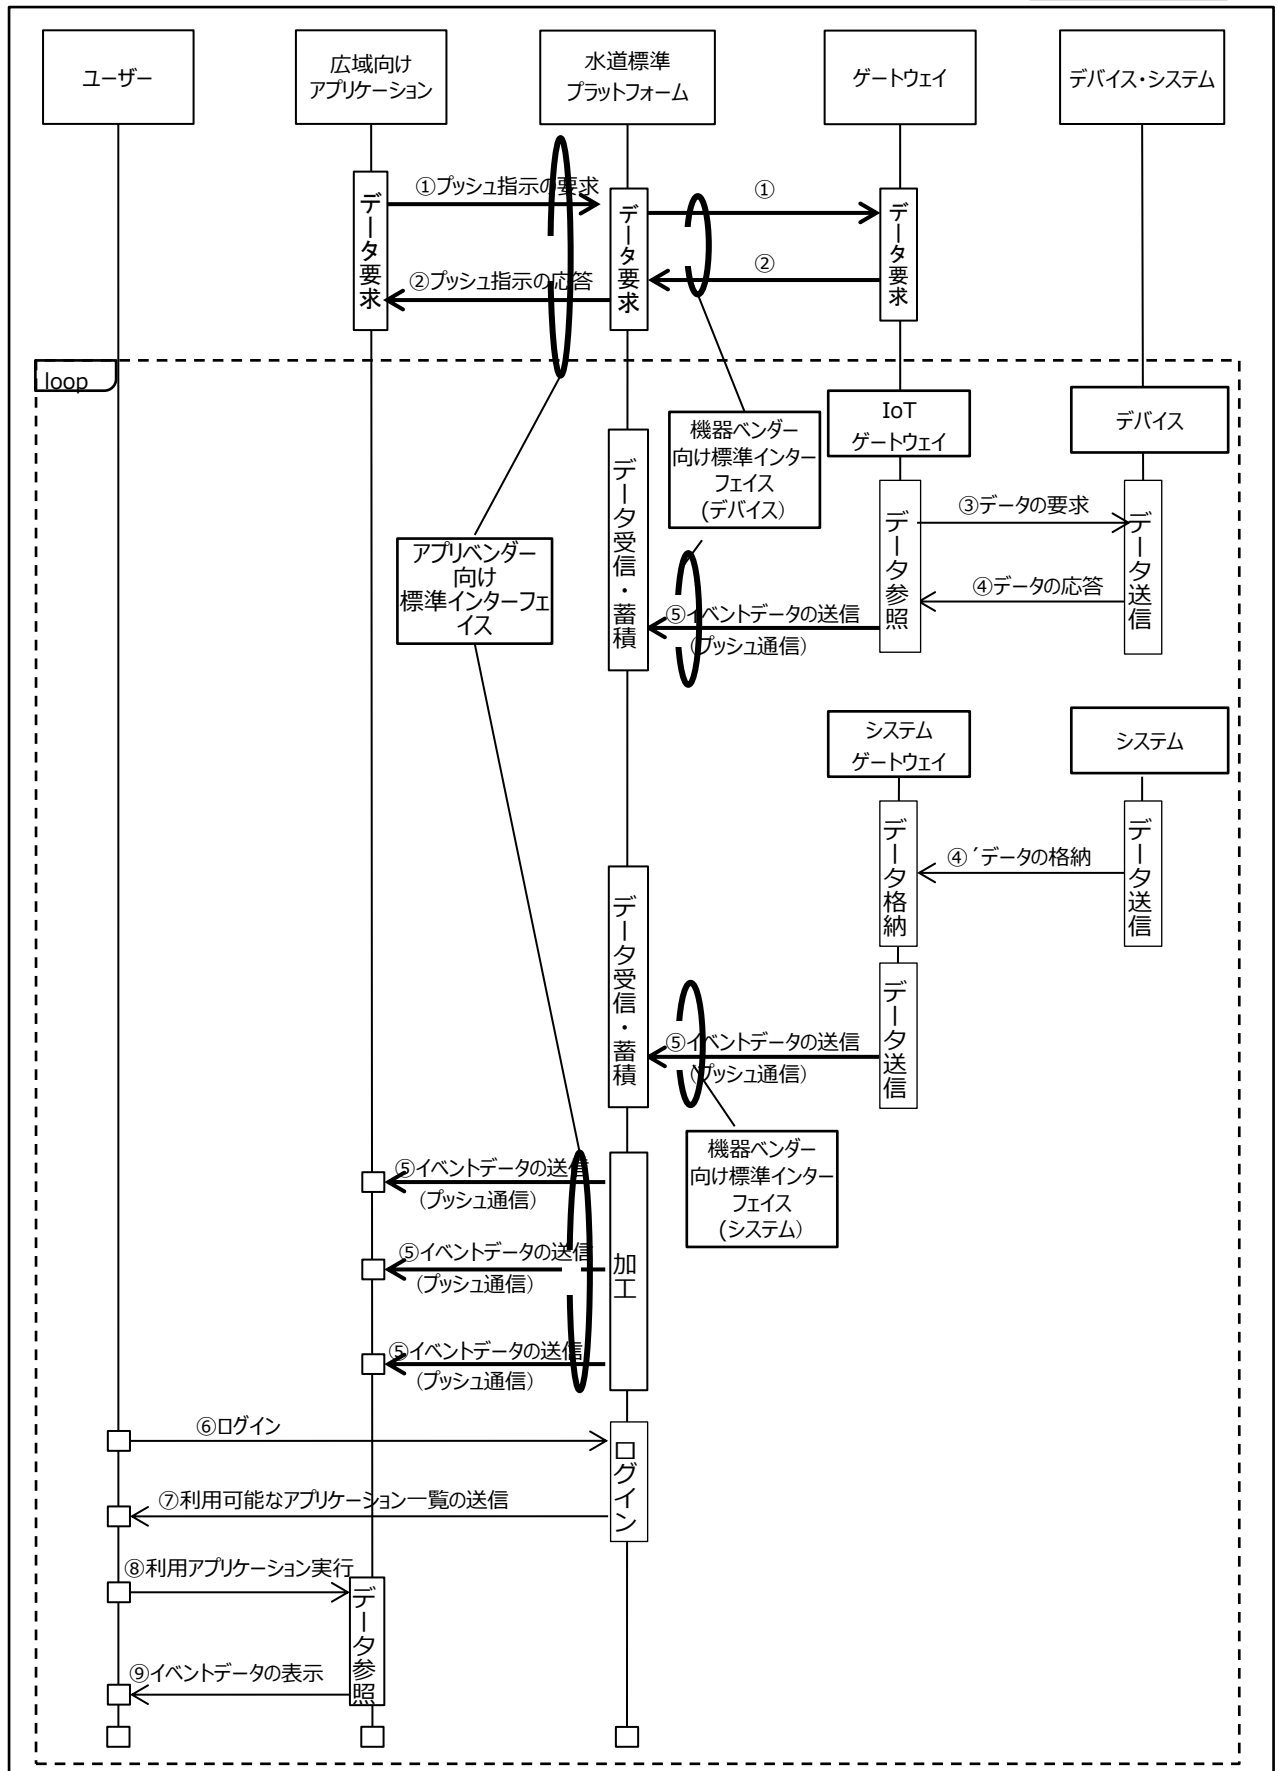 ユーザー
広域向け
アプリケーション
水道標準
プラットフォーム
ゲートウェイ
デバイス・システム
①プッシュ指示の要求
①
データ要求
データ要求
データ要求
②プッシュ指示の応答
②
loop
IoT
ゲートウェイ
デバイス
機器ベンダー
向け標準インター
フェイス
(デバイス)
データ受信・蓄積
③データの要求
データ参照
データ送信
アプリベンダー
向け
標準インターフェ
イス
④データの応答
⑤イベントデータの送信
(プッシュ通信)
システム
ゲートウェイ
システム
データ格納
④´データの格納
データ送信
データ受信・蓄積
データ送信
⑤イベントデータの送信
(プッシュ通信)
機器ベンダー
向け標準インター
フェイス
(システム)
⑤イベントデータの送信
(プッシュ通信)
⑤イベントデータの送信
(プッシュ通信)
加工
⑤イベントデータの送信
(プッシュ通信)
⑥ログイン
ログイン
⑦利用可能なアプリケーション一覧の送信
⑧利用アプリケーション実行
データ参照
⑨イベントデータの表示